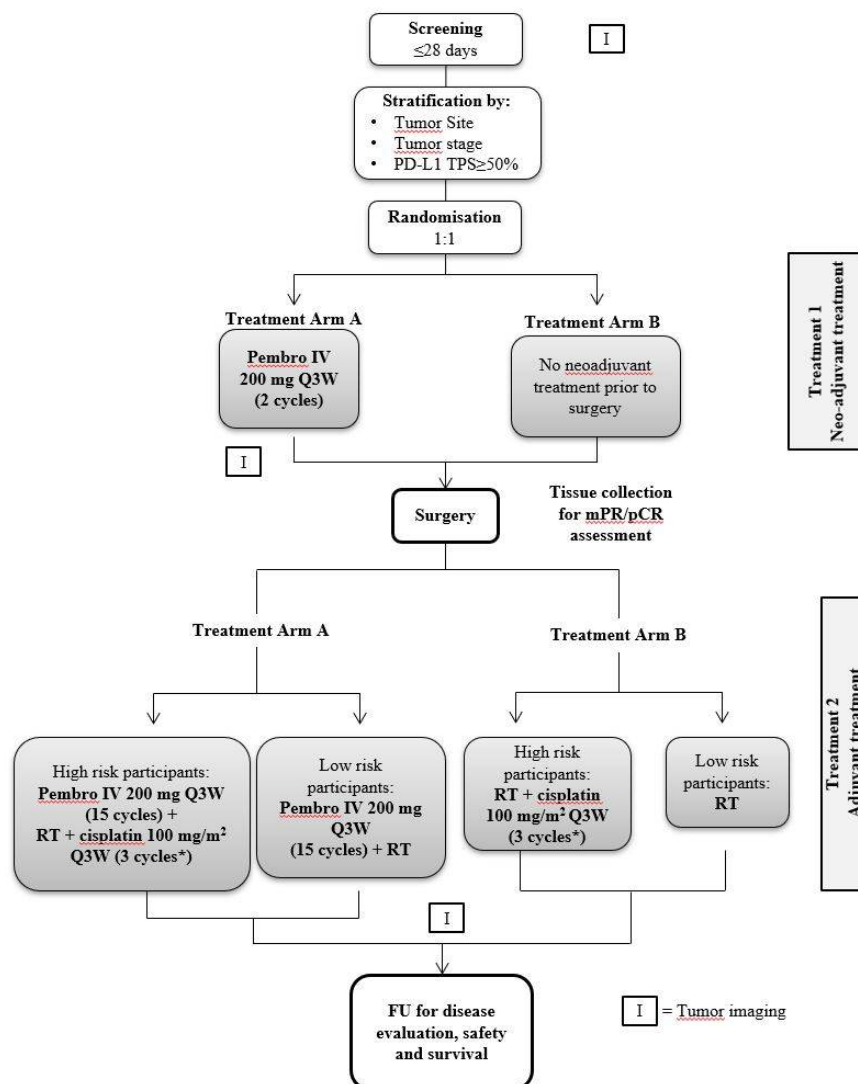 Screening
≤28 days
I
Stratification by:
• Tumor Site
• Tumor stage
• PD-L1 TPS≥50%
Randomisation
1:1
Treatment 1
Neo-adjuvant treatment
Treatment Arm A
Treatment Arm B
Pembro IV
200 mg Q3W
(2 cycles)
No neoadjuvant
treatment prior to
surgery
I
Surgery
Tissue collection
for mPR/pCR
assessment
Treatment Arm A
Treatment Arm B
Treatment 2
Adjuvant treatment
High risk participants:
Pembro IV 200 mg Q3W
(15 cycles) +
RT + cisplatin 100 mg/m²
Q3W (3 cycles*)
Low risk
participants:
Pembro IV 200 mg
Q3W
(15 cycles) + RT
High risk
participants:
RT + cisplatin
100 mg/m² Q3W
(3 cycles*)
Low risk
participants:
RT
I
FU for disease
evaluation, safety
and survival
I = Tumor imaging